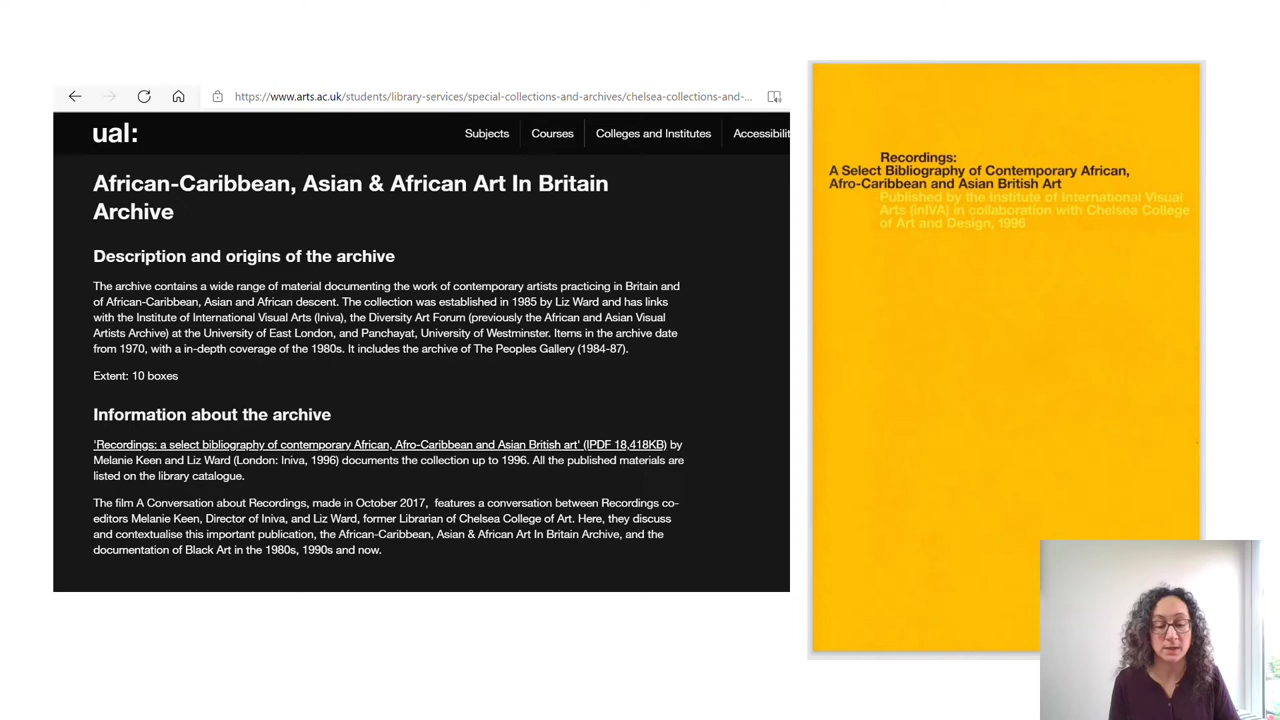 https://www.arts.ac.uk/students/library-services/special-collections-and-archives/chelsea-collections-and-...
ual:
Subjects
Courses
Colleges and Institutes
Accessibilit
African-Caribbean, Asian & African Art In Britain
Archive
Description and origins of the archive
The archive contains a wide range of material documenting the work of contemporary artists practicing in Britain and
of African-Caribbean, Asian and African descent. The collection was established in 1985 by Liz Ward and has links
with the Institute of International Visual Arts (Iniva), the Diversity Art Forum (previously the African and Asian Visual
Artists Archive) at the University of East London, and Panchayat, University of Westminster. Items in the archive date
from 1970, with a in-depth coverage of the 1980s. It includes the archive of The Peoples Gallery (1984-87).
Extent: 10 boxes
Information about the archive
'Recordings: a select bibliography of contemporary African, Afro-Caribbean and Asian British art' (lPDF 18,418KB) by
Melanie Keen and Liz Ward (London: Iniva, 1996) documents the collection up to 1996. All the published materials are
listed on the library catalogue.
The film A Conversation about Recordings, made in October 2017,  features a conversation between Recordings co-
editors Melanie Keen, Director of Iniva, and Liz Ward, former Librarian of Chelsea College of Art. Here, they discuss
and contextualise this important publication, the African-Caribbean, Asian & African Art In Britain Archive, and the
documentation of Black Art in the 1980s, 1990s and now.
Recordings:
A Select Bibliography of Contemporary African,
Afro-Caribbean and Asian British Art
Published by the Institute of International Visual
Arts (inIVA) in collaboration with Chelsea College
of Art and Design, 1996